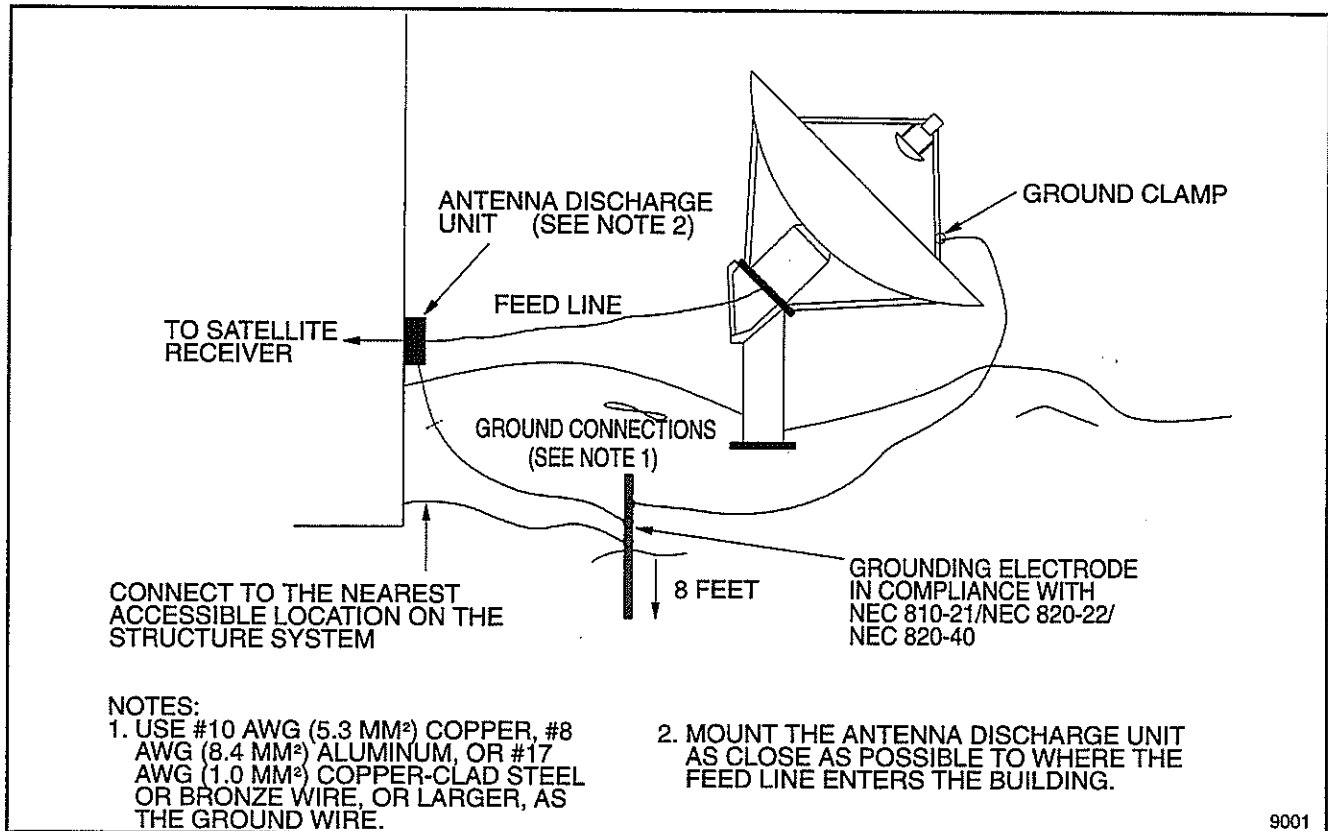 ANTENNA DISCHARGE
UNIT (SEE NOTE 2)
GROUND CLAMP
FEED LINE
TO SATELLITE
RECEIVER
GROUND CONNECTIONS
(SEE NOTE 1)
8 FEET
CONNECT TO THE NEAREST
ACCESSIBLE LOCATION ON THE
STRUCTURE SYSTEM
GROUNDING ELECTRODE
IN COMPLIANCE WITH
NEC 810-21/NEC 820-22/
NEC 820-40
NOTES:
1. USE #10 AWG (5.3 MM²) COPPER, #8
AWG (8.4 MM²) ALUMINUM, OR #17
AWG (1.0 MM²) COPPER-CLAD STEEL
OR BRONZE WIRE, OR LARGER, AS
THE GROUND WIRE.
2. MOUNT THE ANTENNA DISCHARGE UNIT
AS CLOSE AS POSSIBLE TO WHERE THE
FEED LINE ENTERS THE BUILDING.
9001